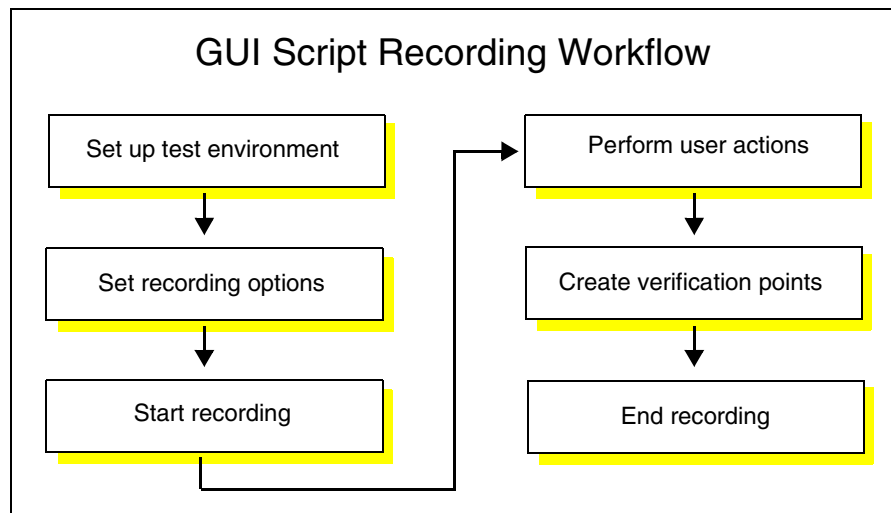 GUI Script Recording Workflow
Set up test environment
Set recording options
Start recording
Perform user actions
Create verification points
End recording